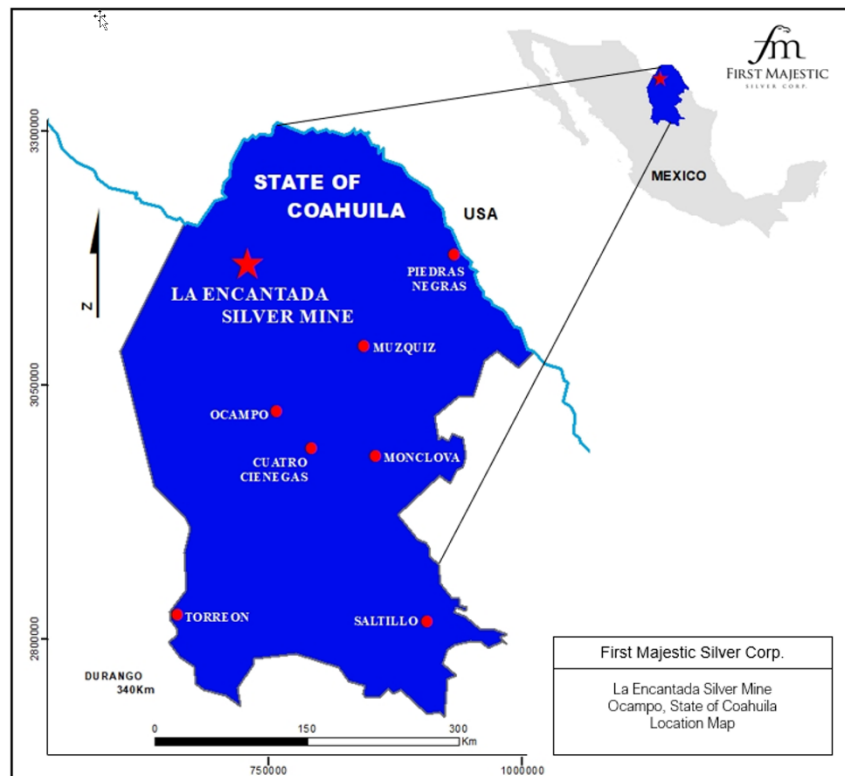 fm
FIRST MAJESTIC
SILVER CORP.
MEXICO
STATE OF
COAHUILA
USA
PIEDRAS
NEGRAS
LA ENCANTADA
SILVER MINE
MUZQUIZ
OCAMPO
CUATRO
CIENEGAS
MONCLOVA
TORREON
SALTILLO
DURANGO
340Km
N
3300000
3050000
2800000
0
150
300
Km
750000
1000000
First Majestic Silver Corp.
La Encantada Silver Mine
Ocampo, State of Coahuila
Location Map